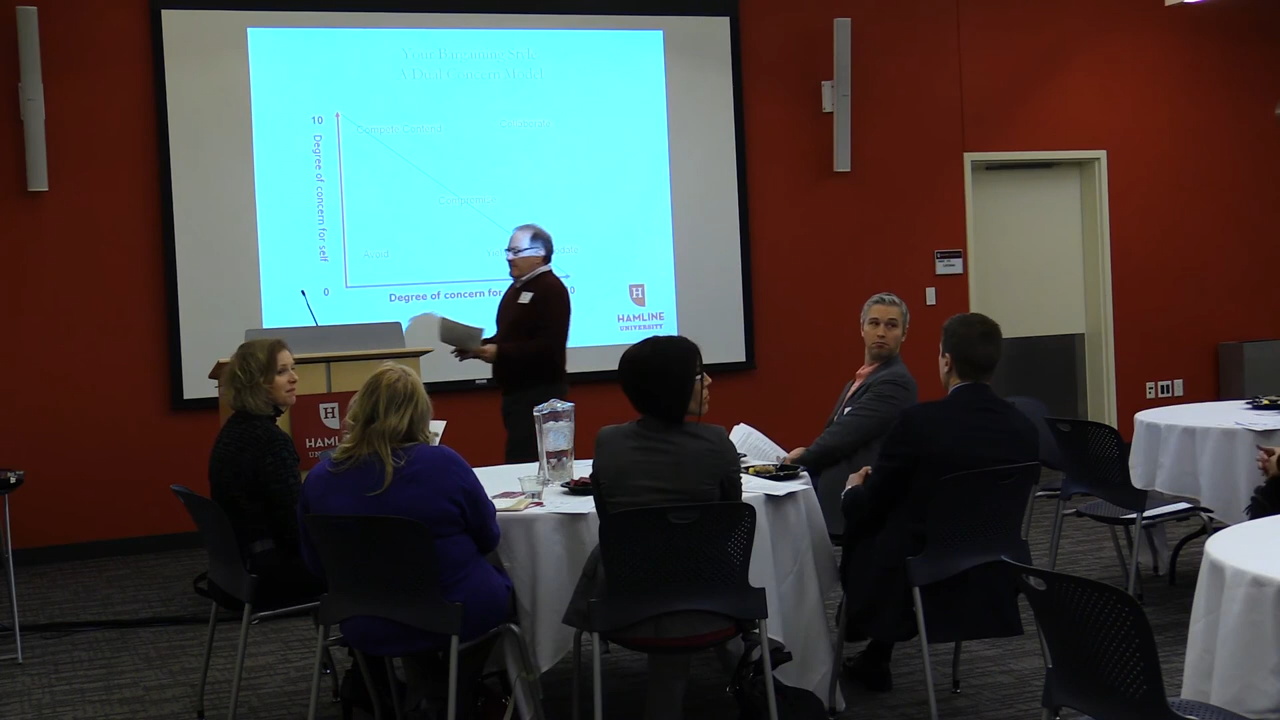 Your Bargaining Style
A Dual Concern Model
10
Compete/Contend
Collaborate
Degree of concern for self
Compromise
Avoid
0
Degree of concern for
H
HAMLINE
UNIVERSITY
H
HAML